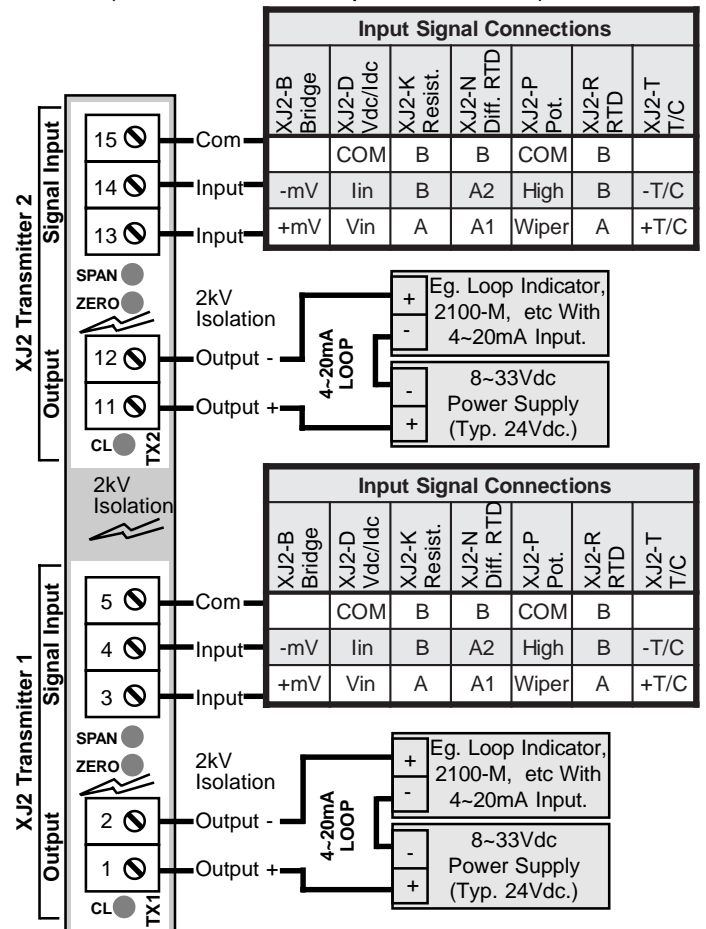 Input Signal Connections
XJ2-B Bridge
XJ2-D Vdc/Idc
XJ2-K Resist.
XJ2-N Diff. RTD
XJ2-P Pot.
XJ2-R RTD
XJ2-T T/C
COM B B COM B
-mV Iin B A2 High B -T/C
+mV Vin A A1 Wiper A +T/C
XJ2 Transmitter 2
Signal Input
15 Com
14 Input
13 Input
SPAN
ZERO
2kV
Isolation
Output
12 Output -
11 Output +
CL
TX2
4~20mA
LOOP
+
-
Eg. Loop Indicator,
2100-M, etc With
4~20mA Input.
-
+
8~33Vdc
Power Supply
(Typ. 24Vdc.)
2kV
Isolation
Input Signal Connections
XJ2-B Bridge
XJ2-D Vdc/Idc
XJ2-K Resist.
XJ2-N Diff. RTD
XJ2-P Pot.
XJ2-R RTD
XJ2-T T/C
COM B B COM B
-mV Iin B A2 High B -T/C
+mV Vin A A1 Wiper A +T/C
XJ2 Transmitter 1
Signal Input
5 Com
4 Input
3 Input
SPAN
ZERO
2kV
Isolation
Output
2 Output -
1 Output +
CL
TX1
4~20mA
LOOP
+
-
Eg. Loop Indicator,
2100-M, etc With
4~20mA Input.
-
+
8~33Vdc
Power Supply
(Typ. 24Vdc.)